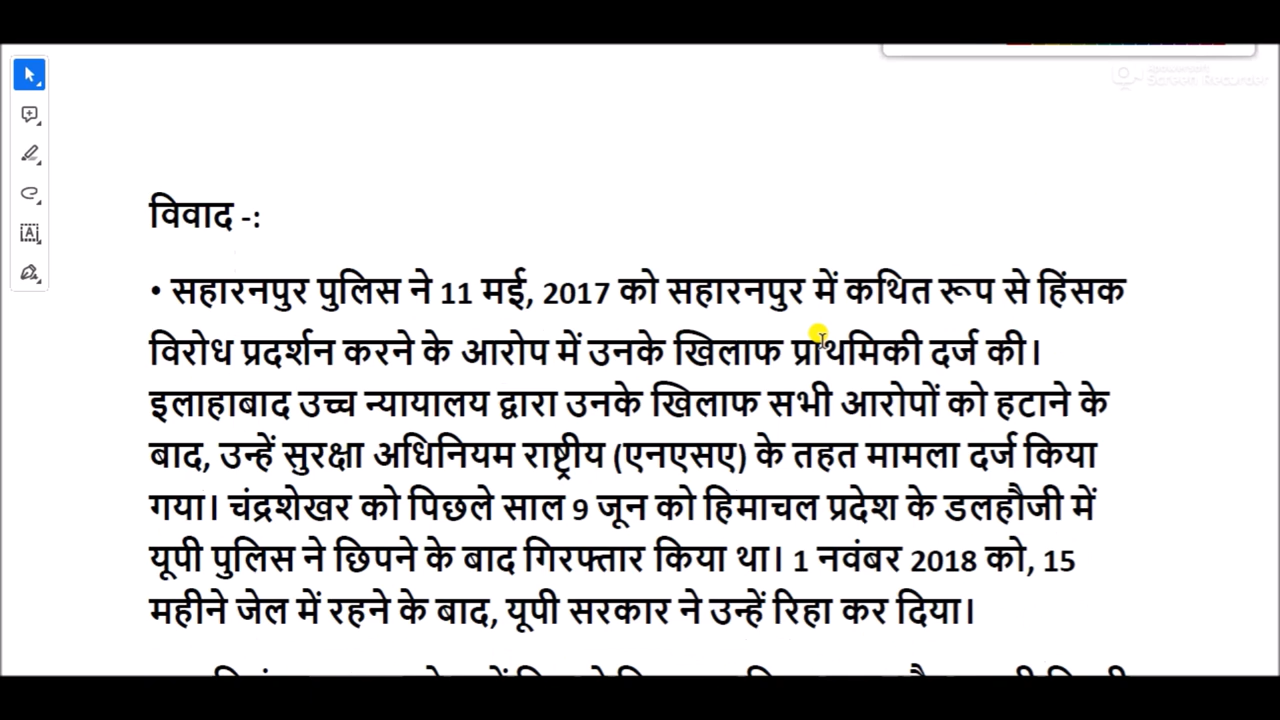 विवाद -:
• सहारनपुर पुलिस ने 11 मई, 2017 को सहारनपुर में कथित रूप से हिंसक
विरोध प्रदर्शन करने के आरोप में उनके खिलाफ प्राथमिकी दर्ज की।
इलाहाबाद उच्च न्यायालय द्वारा उनके खिलाफ सभी आरोपों को हटाने के
बाद, उन्हें सुरक्षा अधिनियम राष्ट्रीय (एनएसए) के तहत मामला दर्ज किया
गया। चंद्रशेखर को पिछले साल 9 जून को हिमाचल प्रदेश के डलहौजी में
यूपी पुलिस ने छिपने के बाद गिरफ्तार किया था। 1 नवंबर 2018 को, 15
महीने जेल में रहने के बाद, यूपी सरकार ने उन्हें रिहा कर दिया।